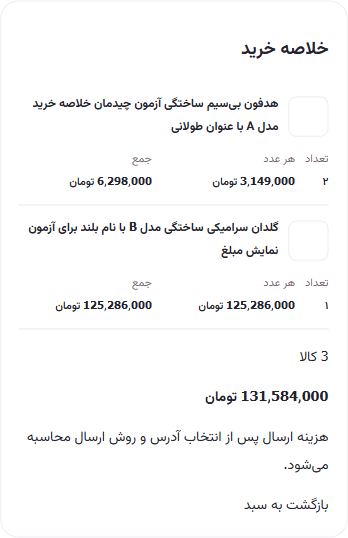 خلاصه خرید
هدفون بی‌سیم ساختگی آزمون چیدمان خلاصه خرید
مدل A با عنوان طولانی
تعداد هر عدد جمع
۲ 3,149,000 تومان 6,298,000 تومان
گلدان سرامیکی ساختگی مدل B با نام بلند برای آزمون
نمایش مبلغ
تعداد هر عدد جمع
۱ 125,286,000 تومان 125,286,000 تومان
3 کالا
131,584,000 تومان
هزینه ارسال پس از انتخاب آدرس و روش ارسال محاسبه
می‌شود.
بازگشت به سبد